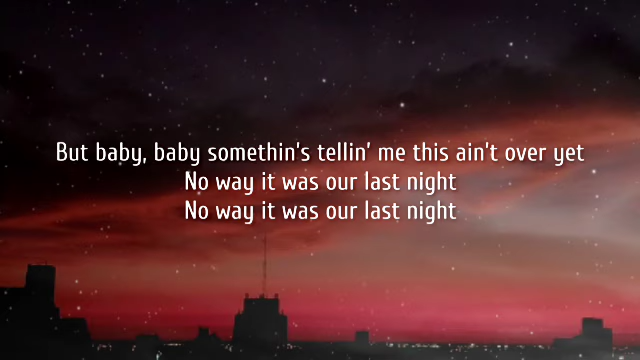 But baby, baby somethin's tellin' me this ain't over yet
No way it was our last night
No way it was our last night